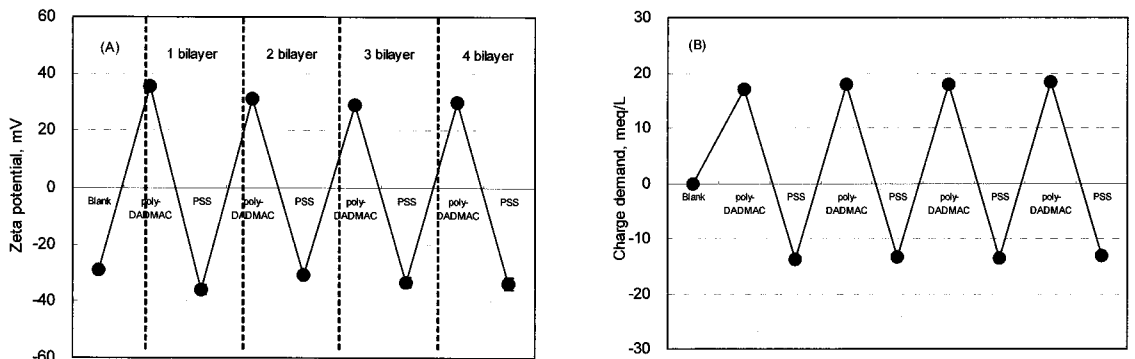 (A)
1 bilayer
2 bilayer
3 bilayer
4 bilayer
Zeta potential, mV
60
40
20
0
-20
-40
-60
Blank
poly-
DADMAC
PSS
poly-
DADMAC
PSS
poly-
DADMAC
PSS
poly-
DADMAC
PSS
(B)
Charge demand, meq/L
30
20
10
0
-10
-20
-30
Blank
poly-
DADMAC
PSS
poly-
DADMAC
PSS
poly-
DADMAC
PSS
poly-
DADMAC
PSS